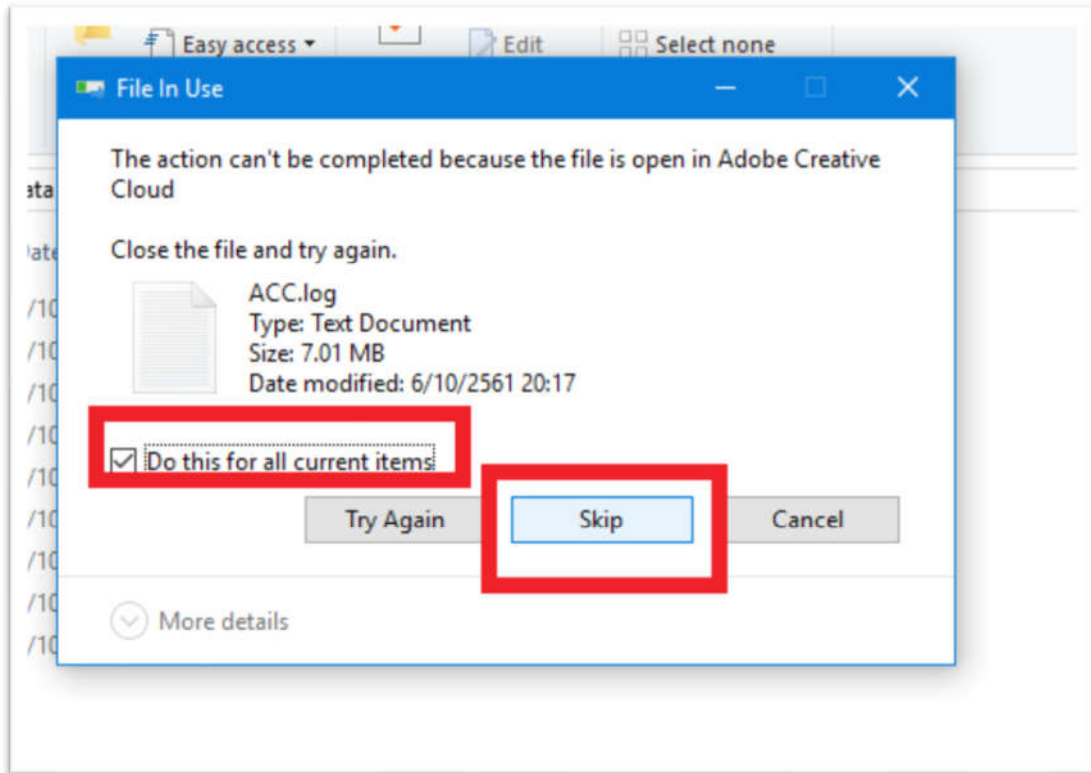 Easy access
Edit
Select none
File In Use
The action can't be completed because the file is open in Adobe Creative
Cloud
Close the file and try again.
ACC.log
Type: Text Document
Size: 7.01 MB
Date modified: 6/10/2561 20:17
Do this for all current items
Try Again Skip Cancel
More details